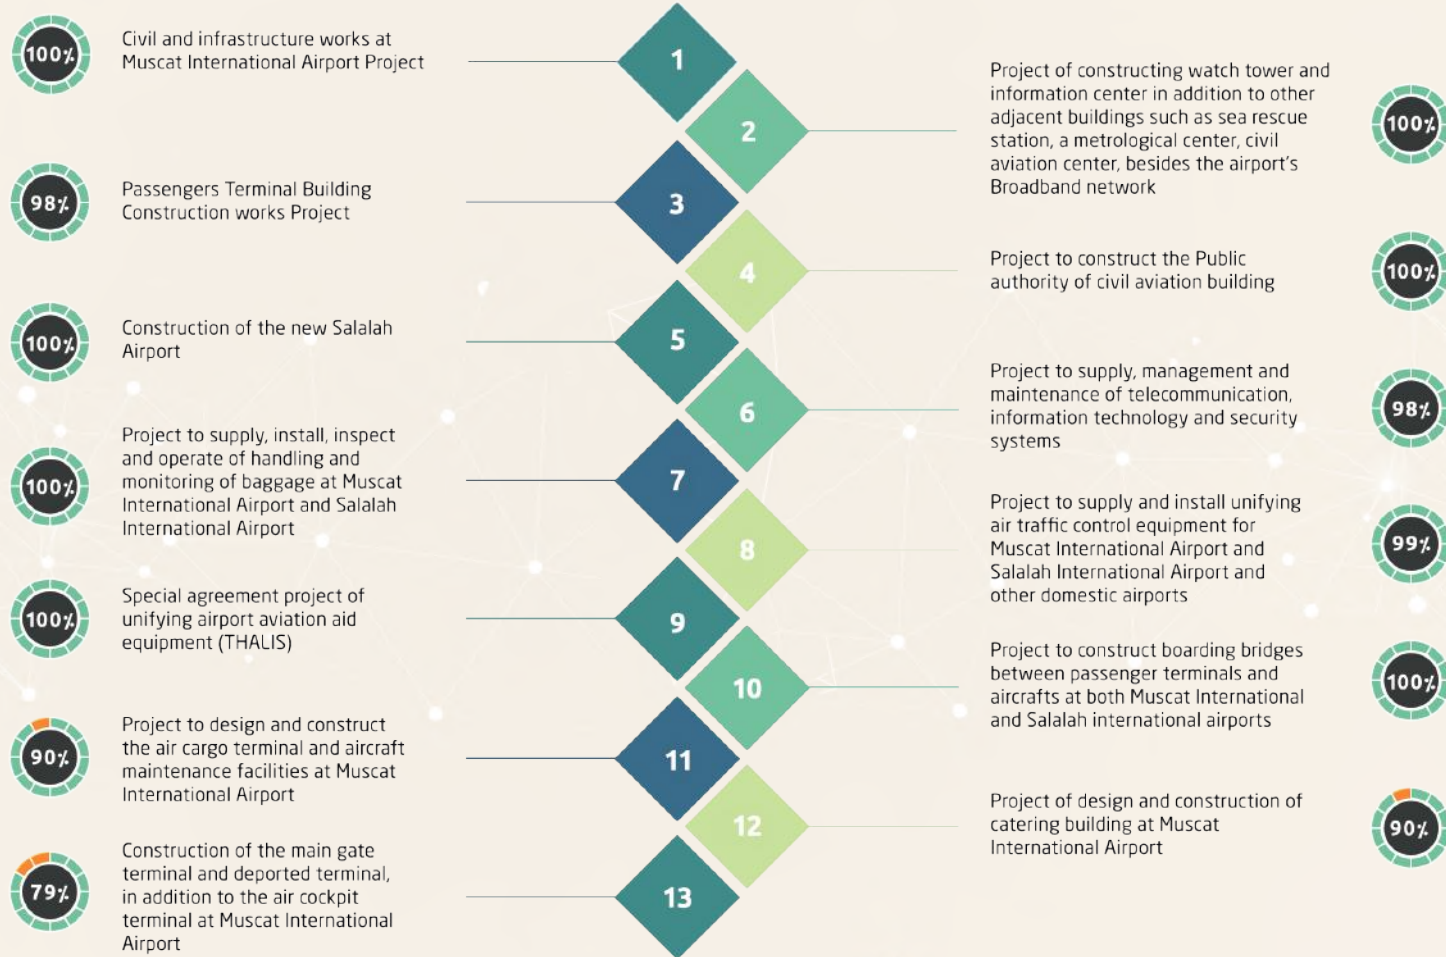 100%
Civil and infrastructure works at
Muscat International Airport Project
1
2
Project of constructing watch tower and
information center in addition to other
adjacent buildings such as sea rescue
station, a metrological center, civil
aviation center, besides the airport's
Broadband network
100%
98%
Passengers Terminal Building
Construction works Project
3
4
Project to construct the Public
authority of civil aviation building
100%
100%
Construction of the new Salalah
Airport
5
6
Project to supply, management and
maintenance of telecommunication,
information technology and security
systems
98%
100%
Project to supply, install, inspect
and operate of handling and
monitoring of baggage at Muscat
International Airport and Salalah
International Airport
7
8
Project to supply and install unifying
air traffic control equipment for
Muscat International Airport and
Salalah International Airport and
other domestic airports
99%
100%
Special agreement project of
unifying airport aviation aid
equipment (THALIS)
9
10
Project to construct boarding bridges
between passenger terminals and
aircrafts at both Muscat International
and Salalah international airports
100%
90%
Project to design and construct
the air cargo terminal and aircraft
maintenance facilities at Muscat
International Airport
11
12
Project of design and construction of
catering building at Muscat
International Airport
90%
79%
Construction of the main gate
terminal and deported terminal,
in addition to the air cockpit
terminal at Muscat International
Airport
13